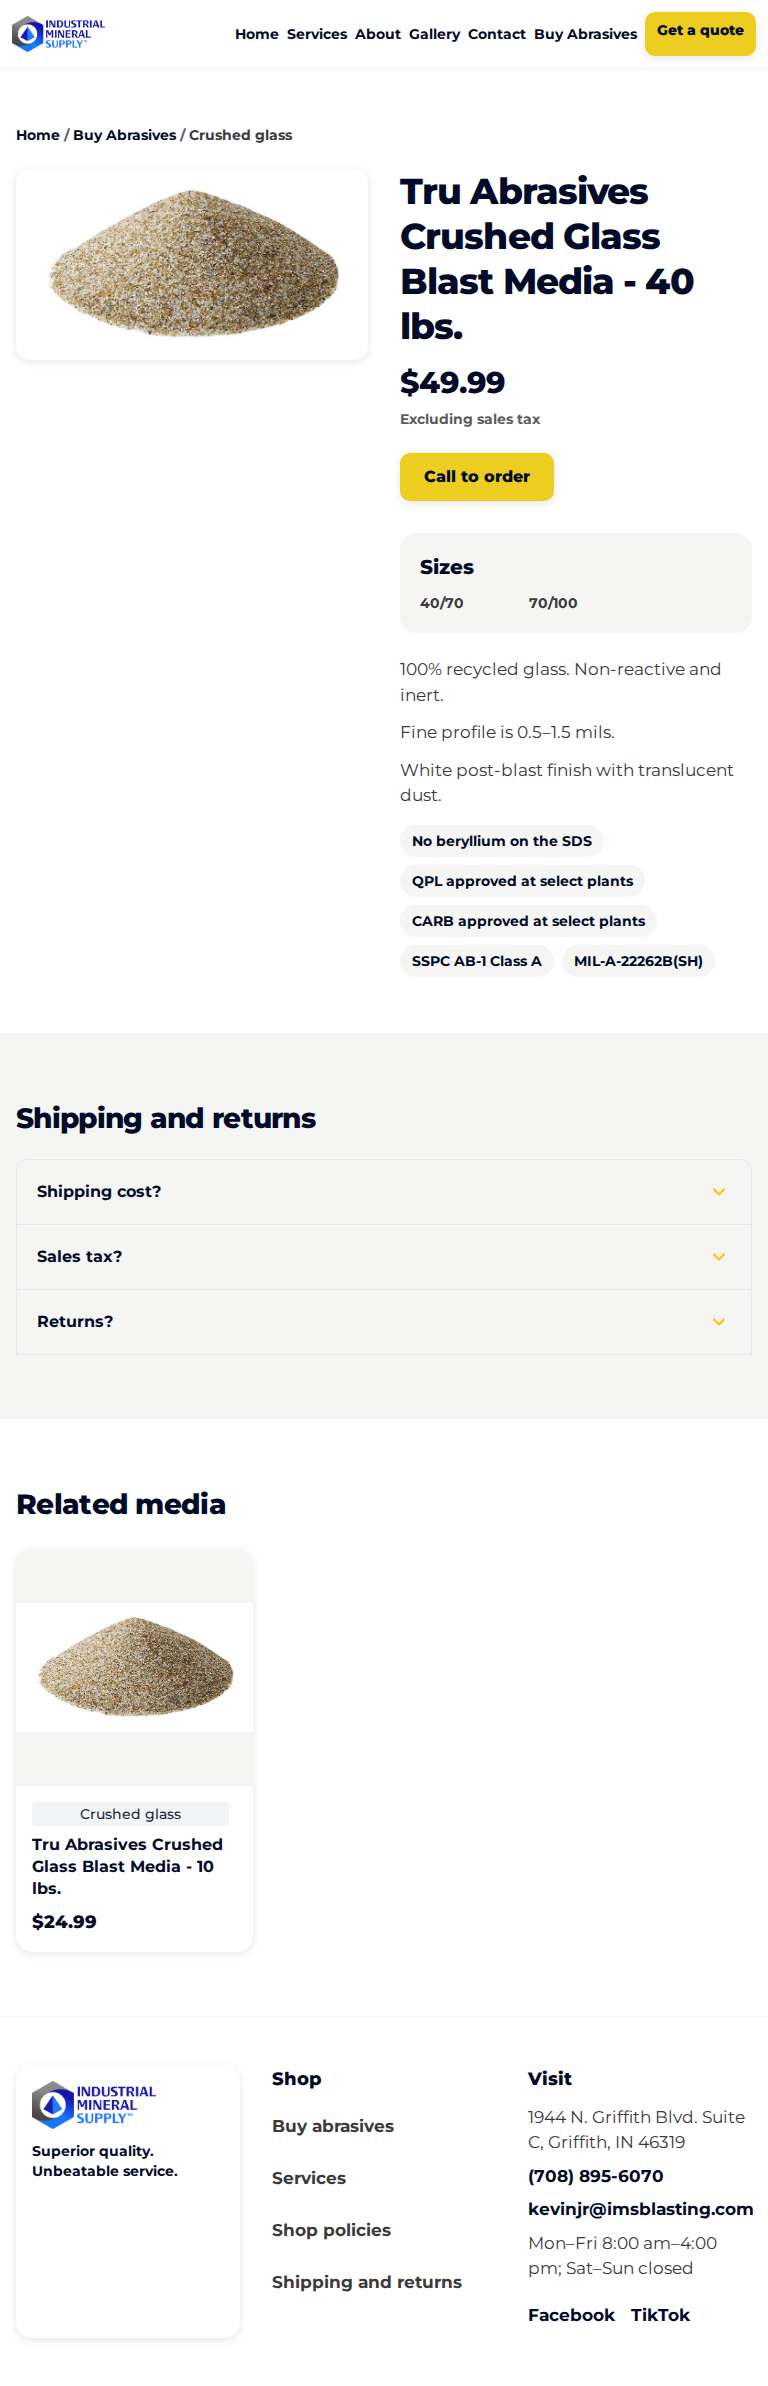 INDUSTRIAL
MINERAL
SUPPLY™
Home Services About Gallery Contact Buy Abrasives Get a quote
Home / Buy Abrasives / Crushed glass
Tru Abrasives
Crushed Glass
Blast Media - 40
lbs.
$49.99
Excluding sales tax
Call to order
Sizes
40/70 70/100
100% recycled glass. Non-reactive and
inert.
Fine profile is 0.5–1.5 mils.
White post-blast finish with translucent
dust.
No beryllium on the SDS
QPL approved at select plants
CARB approved at select plants
SSPC AB-1 Class A MIL-A-22262B(SH)
Shipping and returns
Shipping cost?
Sales tax?
Returns?
Related media
Crushed glass
Tru Abrasives Crushed
Glass Blast Media - 10
lbs.
$24.99
INDUSTRIAL
MINERAL
SUPPLY™
Superior quality.
Unbeatable service.
Shop
Buy abrasives
Services
Shop policies
Shipping and returns
Visit
1944 N. Griffith Blvd. Suite
C, Griffith, IN 46319
(708) 895-6070
kevinjr@imsblasting.com
Mon–Fri 8:00 am–4:00
pm; Sat–Sun closed
Facebook TikTok